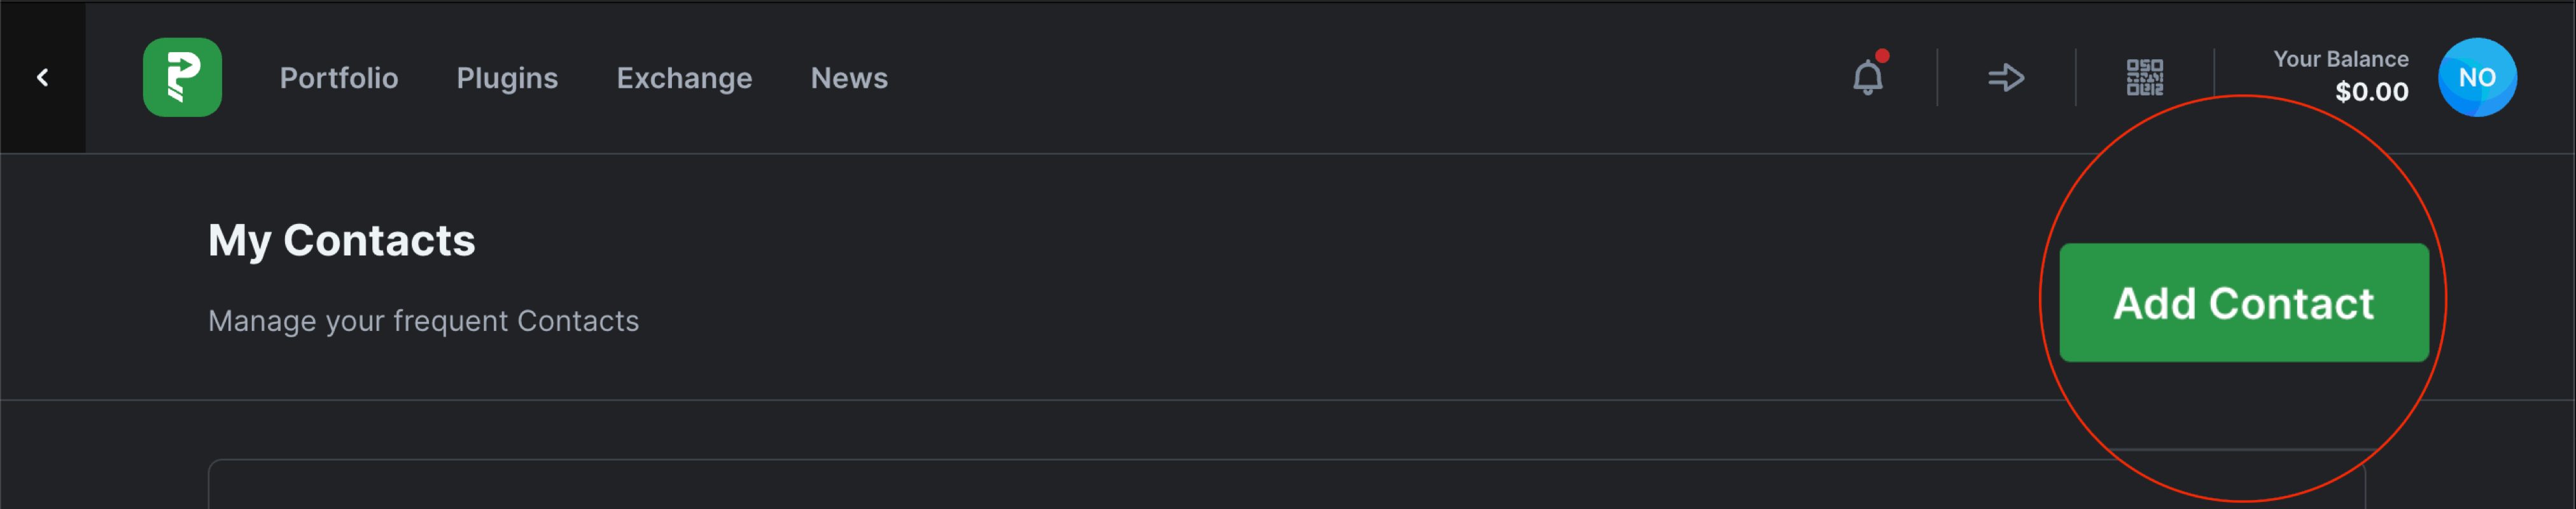 Portfolio Plugins Exchange News
Your Balance
$0.00
NO
My Contacts
Manage your frequent Contacts
Add Contact